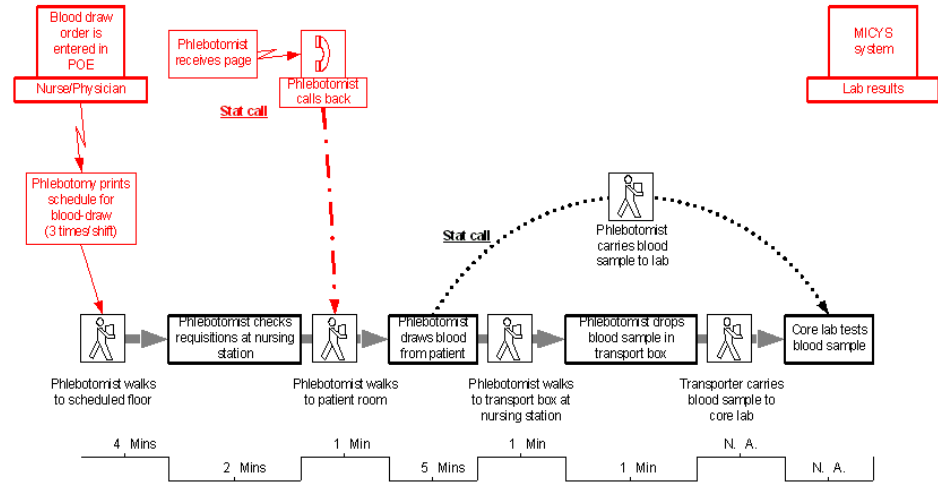 Blood draw
order is
entered in
POE
Nurse/Physician
Phlebotomist
receives page
Phlebotomist
calls back
Stat call
MICYS
system
Lab results
Phlebotomy prints
schedule for
blood-draw
(3 times/shift)
Stat call
Phlebotomist
carries blood
sample to lab
Phlebotomist checks
requisitions at nursing
station
Phlebotomist
draws blood
from patient
Phlebotomist drops
blood sample in
transport box
Core lab tests
blood sample
Phlebotomist walks
to scheduled floor
Phlebotomist walks
to patient room
Phlebotomist walks
to transport box at
nursing station
Transporter carries
blood sample to
core lab
4 Mins
2 Mins
1 Min
5 Mins
1 Min
1 Min
N. A.
N. A.